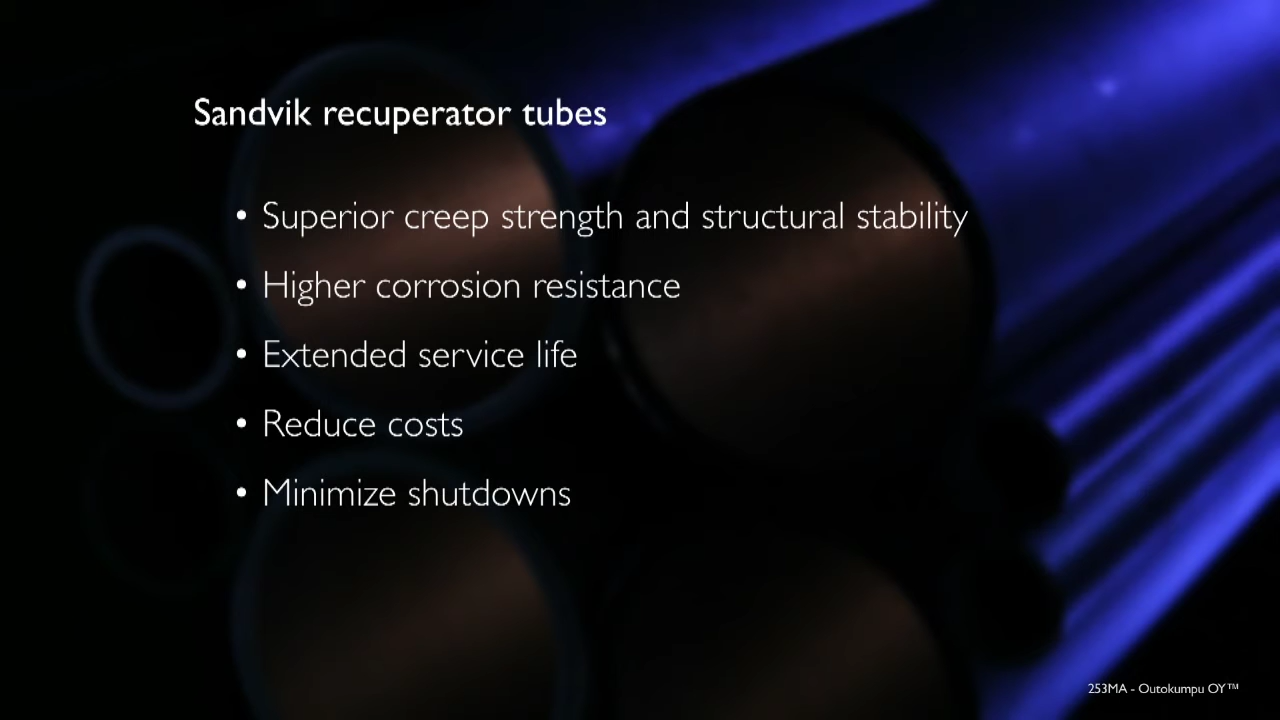 Sandvik recuperator tubes
• Superior creep strength and structural stability
• Higher corrosion resistance
• Extended service life
• Reduce costs
• Minimize shutdowns
253MA - Outokumpu OY™